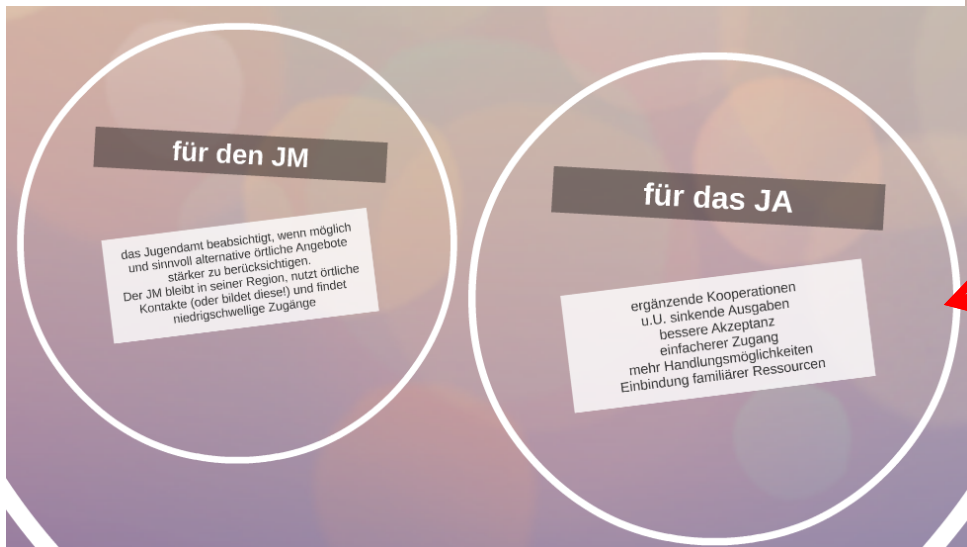 für den JM
das Jugendamt beabsichtigt, wenn möglich
und sinnvoll alternative örtliche Angebote
stärker zu berücksichtigen.
Der JM bleibt in seiner Region, nutzt örtliche
Kontakte (oder bildet diese!) und findet
niedrigschwellige Zugänge
für das JA
ergänzende Kooperationen
u.U. sinkende Ausgaben
bessere Akzeptanz
einfacherer Zugang
mehr Handlungsmöglichkeiten
Einbindung familiärer Ressourcen